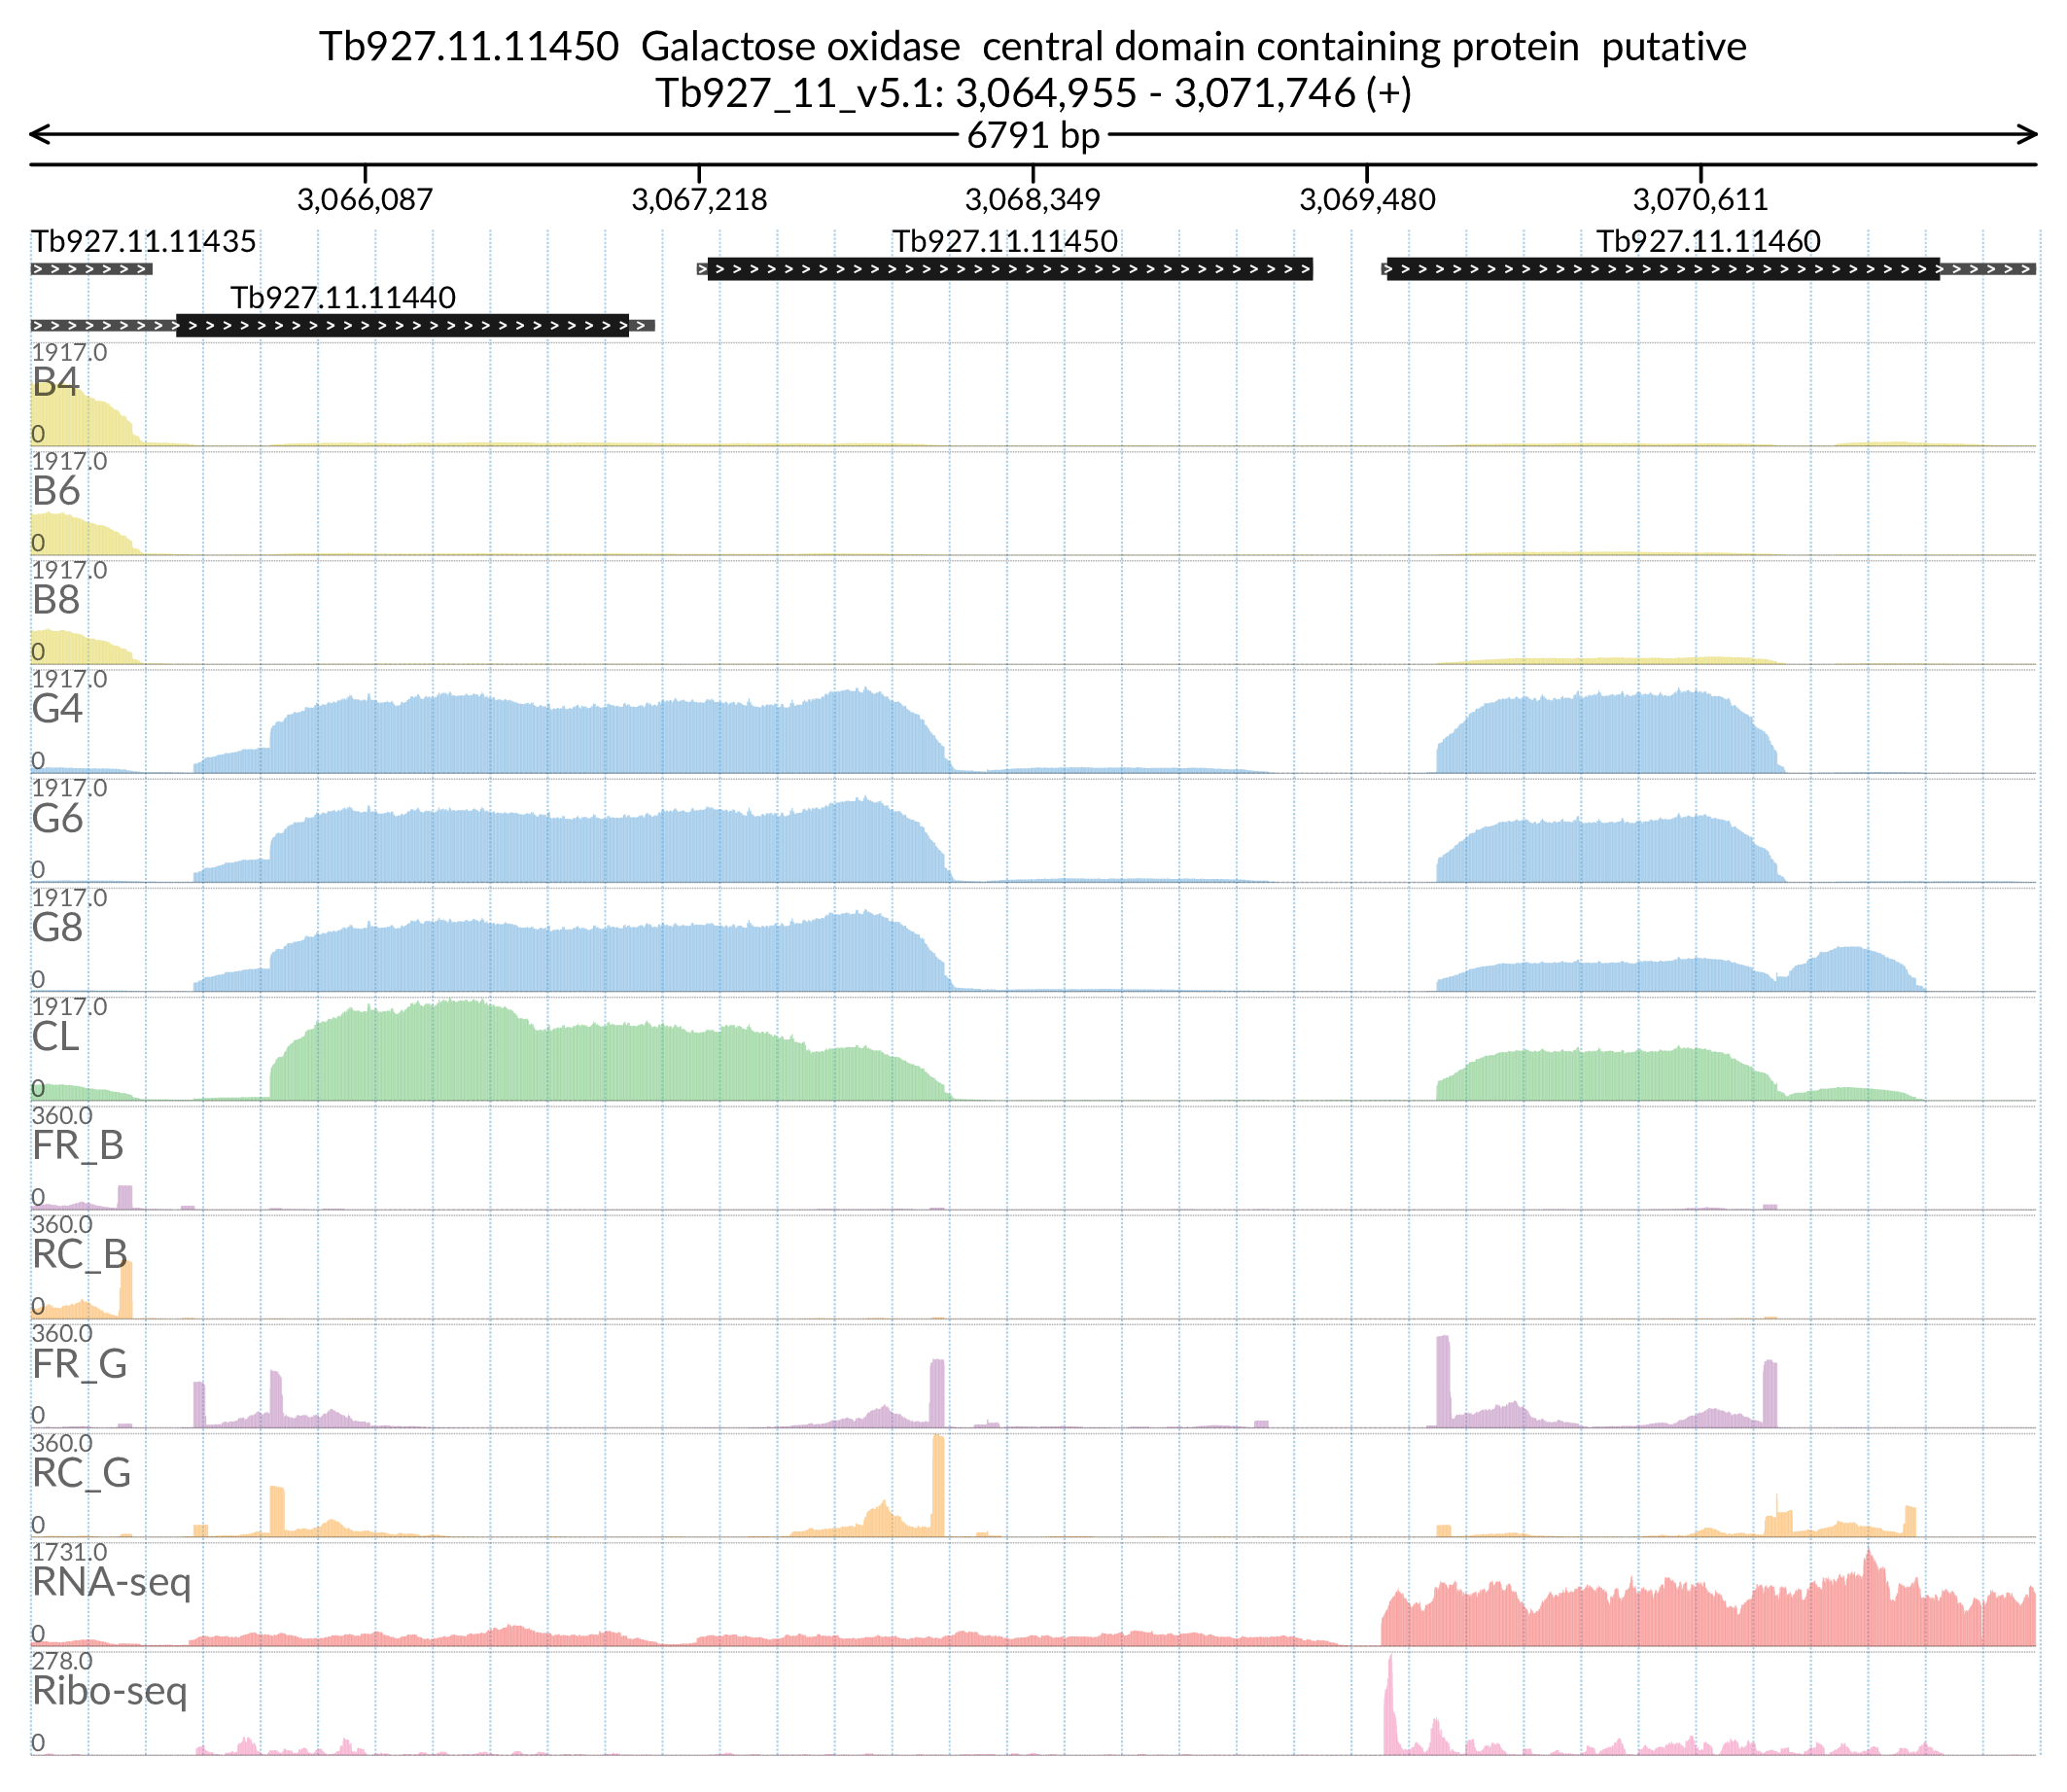 Tb927.11.11450  Galactose oxidase  central domain containing protein  putative
Tb927_11_v5.1: 3,064,955 - 3,071,746 (+)
6791 bp
3,066,087 3,067,218 3,068,349 3,069,480 3,070,611
Tb927.11.11435 Tb927.11.11450 Tb927.11.11460
Tb927.11.11440
1917.0
B4
0
1917.0
B6
0
1917.0
B8
0
1917.0
G4
0
1917.0
G6
0
1917.0
G8
0
1917.0
CL
0
360.0
FR_B
0
360.0
RC_B
0
360.0
FR_G
0
360.0
RC_G
0
1731.0
RNA-seq
0
278.0
Ribo-seq
0